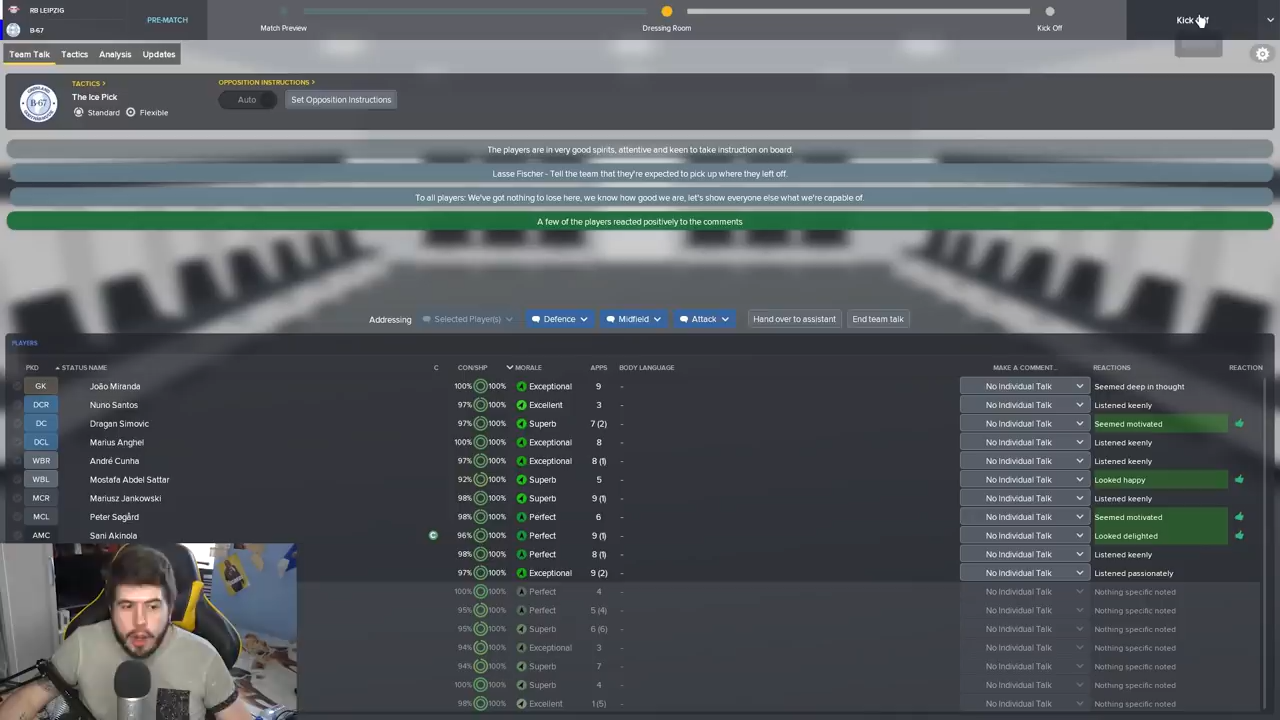 RB LEIPZIG
B-67
PRE-MATCH
Match Preview
Dressing Room
Kick Off
Kick Off
Team Talk
Tactics
Analysis
Updates
TACTICS >
The Ice Pick
Standard
Flexible
B-67
OPPOSITION INSTRUCTIONS >
Auto
Set Opposition Instructions
The players are in very good spirits, attentive and keen to take instruction on board.
Lasse Fischer - Tell the team that they're expected to pick up where they left off.
To all players: We've got nothing to lose here, we know how good we are, let's show everyone else what we're capable of.
A few of the players reacted positively to the comments
Addressing
Selected Player(s)
Defence
Midfield
Attack
Hand over to assistant
End team talk
PLAYERS
PKD STATUS NAME C CON/SHP MORALE APPS BODY LANGUAGE MAKE A COMMENT... REACTIONS REACTION
GK João Miranda 100% 100% Exceptional 9 - No Individual Talk Seemed deep in thought
DCR Nuno Santos 97% 100% Excellent 3 - No Individual Talk Listened keenly
DC Dragan Simovic 97% 100% Superb 7 (2) - No Individual Talk Seemed motivated
DCL Marius Anghel 100% 100% Exceptional 8 - No Individual Talk Listened keenly
WBR André Cunha 97% 100% Exceptional 8 (1) - No Individual Talk Listened keenly
WBL Mostafa Abdel Sattar 92% 100% Superb 5 - No Individual Talk Looked happy
MCR Mariusz Jankowski 98% 100% Superb 9 (1) - No Individual Talk Listened keenly
MCL Peter Søgård 98% 100% Perfect 6 - No Individual Talk Seemed motivated
AMC Sani Akinola C 96% 100% Perfect 9 (1) - No Individual Talk Looked delighted
98% 100% Perfect 8 (1) - No Individual Talk Listened keenly
97% 100% Exceptional 9 (2) - No Individual Talk Listened passionately
100% 100% Perfect 4 - No Individual Talk Nothing specific noted
95% 100% Perfect 5 (4) - No Individual Talk Nothing specific noted
95% 100% Superb 6 (6) - No Individual Talk Nothing specific noted
94% 100% Exceptional 3 - No Individual Talk Nothing specific noted
94% 100% Superb 7 - No Individual Talk Nothing specific noted
100% 100% Superb 4 - No Individual Talk Nothing specific noted
98% 100% Excellent 1 (5) - No Individual Talk Nothing specific noted